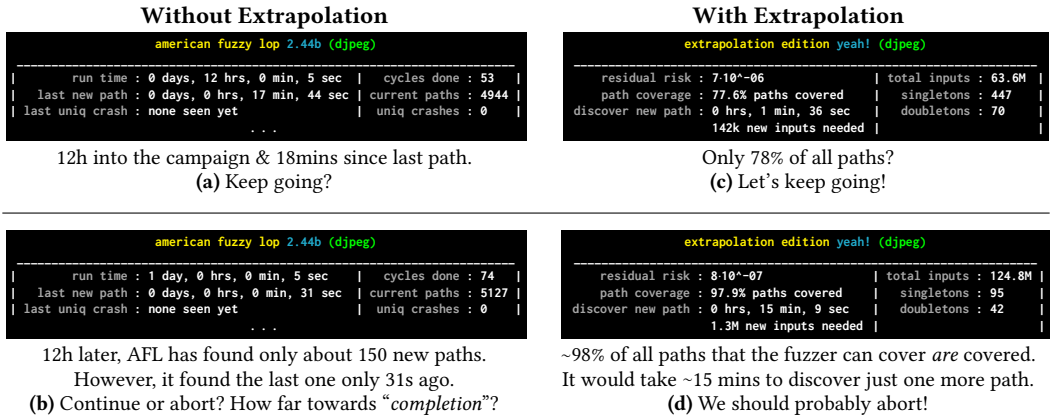 Without Extrapolation
american fuzzy lop 2.44b (djpeg)
run time : 0 days, 12 hrs, 0 min, 5 sec | cycles done : 53
last new path : 0 days, 0 hrs, 17 min, 44 sec | current paths : 4944
last uniq crash : none seen yet | uniq crashes : 0
. . .
12h into the campaign & 18mins since last path.
(a) Keep going?
With Extrapolation
extrapolation edition yeah! (djpeg)
residual risk : 7·10^-06 | total inputs : 63.6M
path coverage : 77.6% paths covered | singletons : 447
discover new path : 0 hrs, 1 min, 36 sec | doubletons : 70
142k new inputs needed |
Only 78% of all paths?
(c) Let's keep going!
american fuzzy lop 2.44b (djpeg)
run time : 1 day, 0 hrs, 0 min, 5 sec | cycles done : 74
last new path : 0 days, 0 hrs, 0 min, 31 sec | current paths : 5127
last uniq crash : none seen yet | uniq crashes : 0
. . .
12h later, AFL has found only about 150 new paths.
However, it found the last one only 31s ago.
(b) Continue or abort? How far towards “completion”?
extrapolation edition yeah! (djpeg)
residual risk : 8·10^-07 | total inputs : 124.8M
path coverage : 97.9% paths covered | singletons : 95
discover new path : 0 hrs, 15 min, 9 sec | doubletons : 42
1.3M new inputs needed |
~98% of all paths that the fuzzer can cover are covered.
It would take ~15 mins to discover just one more path.
(d) We should probably abort!